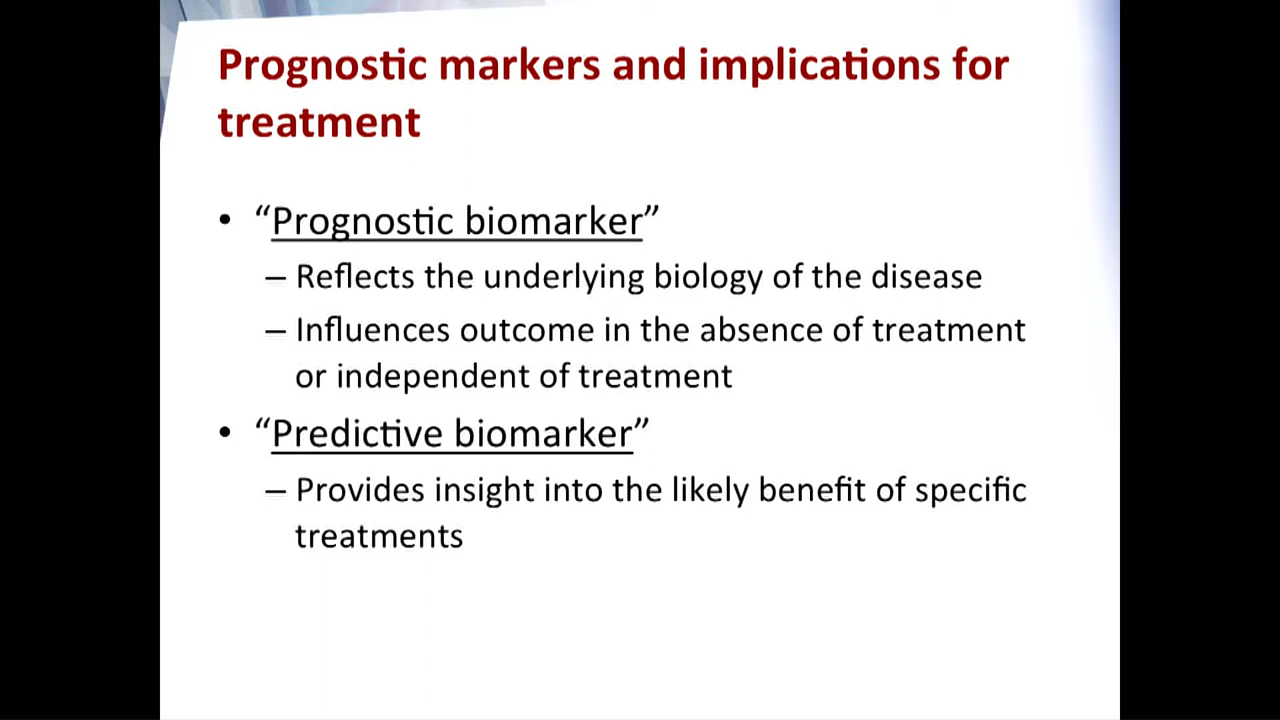 Prognostic markers and implications for
treatment
• “Prognostic biomarker”
– Reflects the underlying biology of the disease
– Influences outcome in the absence of treatment
or independent of treatment
• “Predictive biomarker”
– Provides insight into the likely benefit of specific
treatments